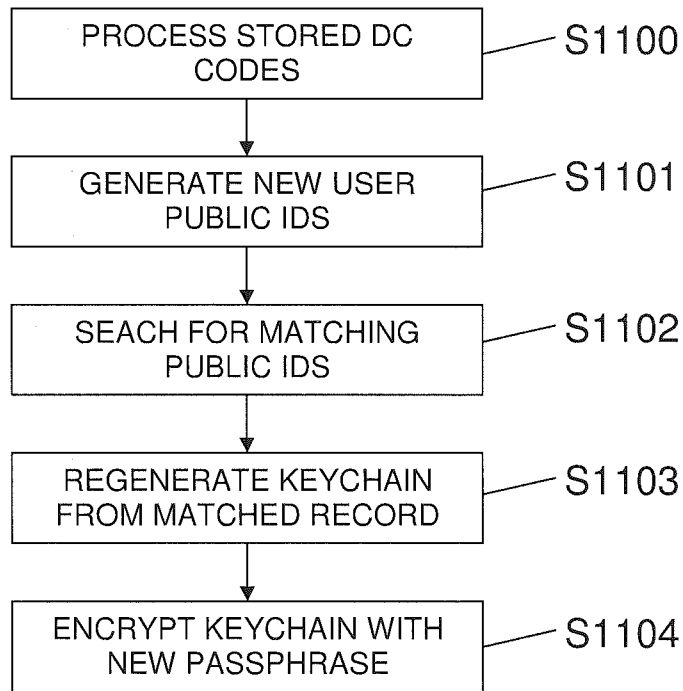 PROCESS STORED DC
CODES
S1100
GENERATE NEW USER
PUBLIC IDS
S1101
SEACH FOR MATCHING
PUBLIC IDS
S1102
REGENERATE KEYCHAIN
FROM MATCHED RECORD
S1103
ENCRYPT KEYCHAIN WITH
NEW PASSPHRASE
S1104